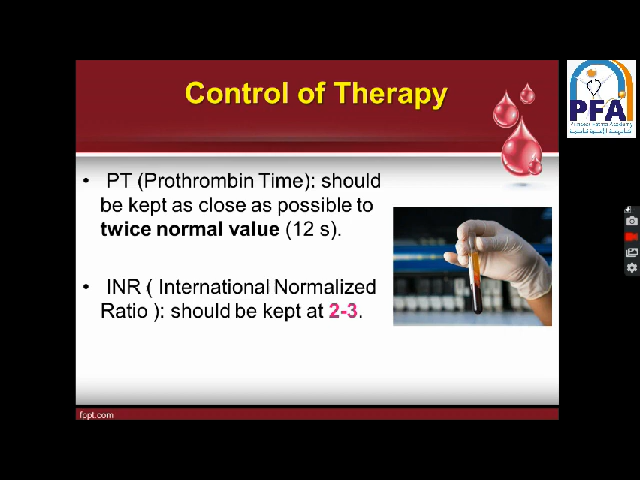 Control of Therapy
PFA
• PT (Prothrombin Time): should
be kept as close as possible to
twice normal value (12 s).
• INR ( International Normalized
Ratio ): should be kept at 2-3.
fppt.com